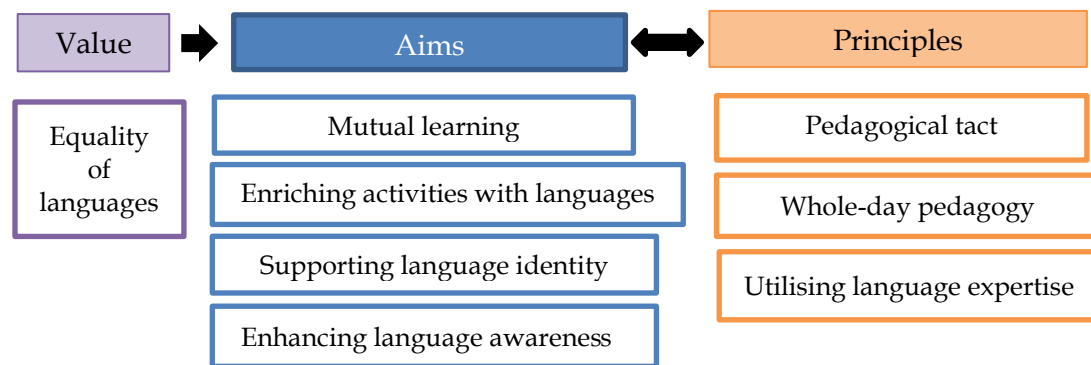 Value
Aims
Principles
Equality
of
languages
Mutual learning
Enriching activities with languages
Supporting language identity
Enhancing language awareness
Pedagogical tact
Whole-day pedagogy
Utilising language expertise